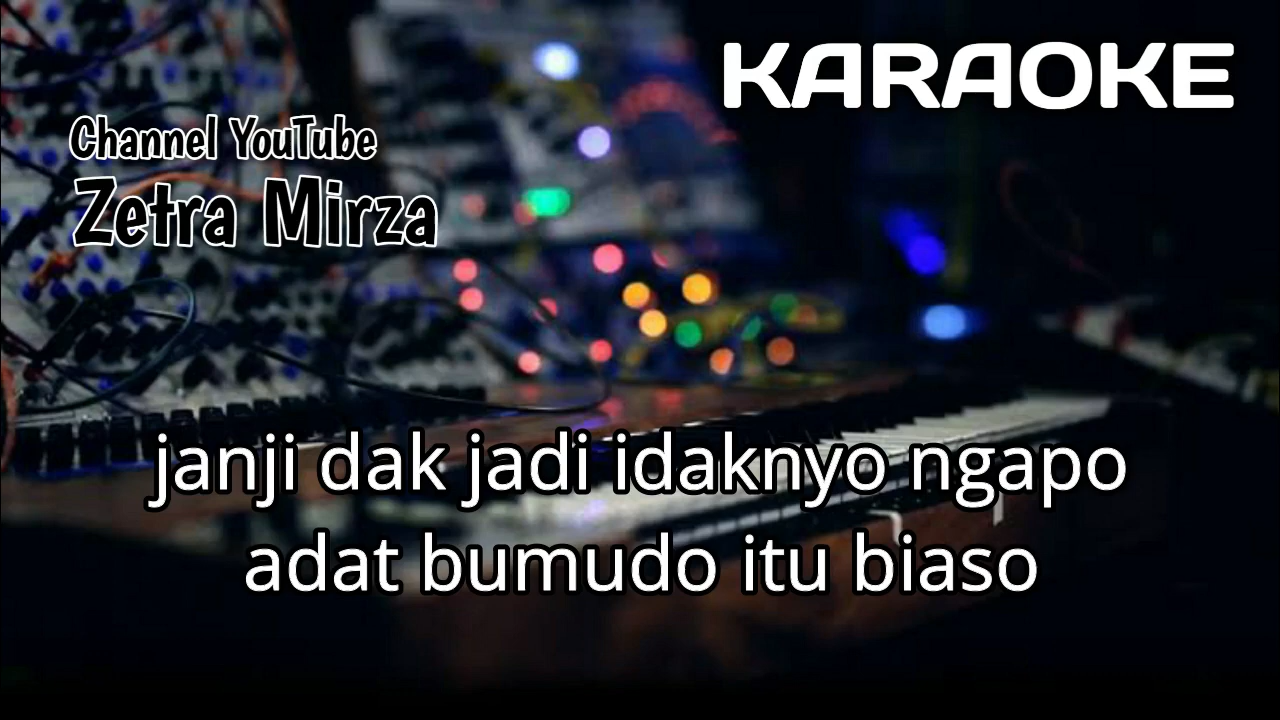 KARAOKE
Channel YouTube
Zetra Mirza
janji dak jadi idaknyo ngapo
adat bumudo itu biaso